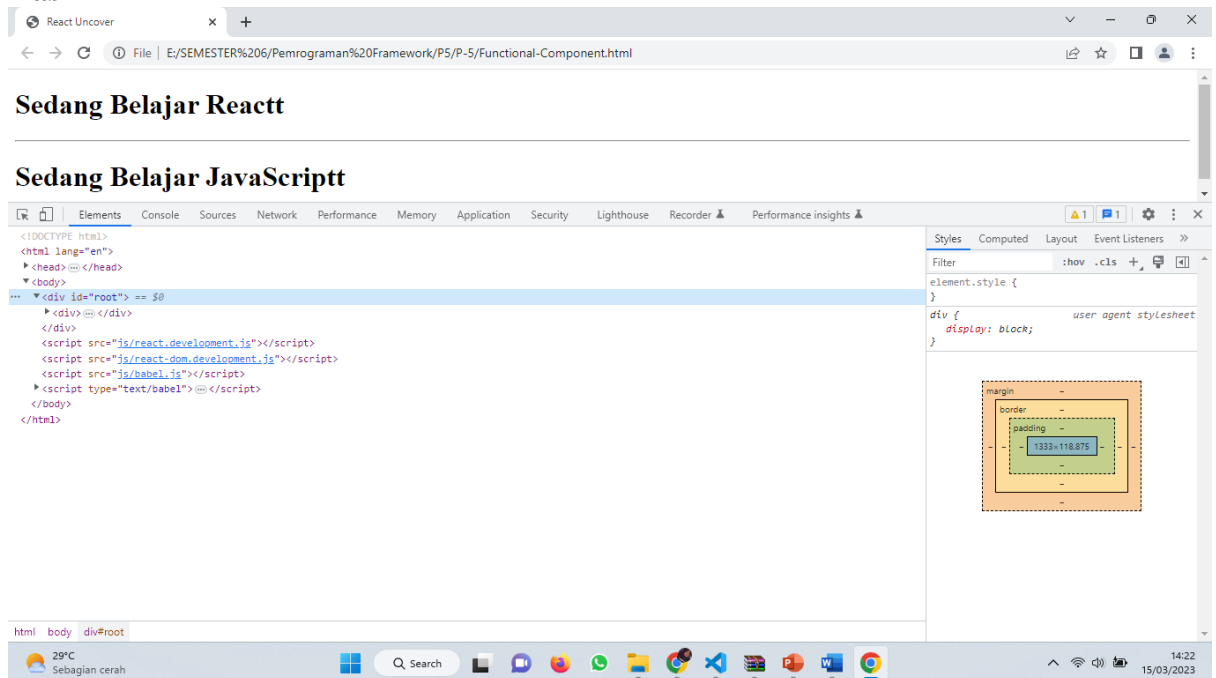 React Uncover
File | E:/SEMESTER%206/Pemrograman%20Framework/P5/P-5/Functional-Component.html
Sedang Belajar Reactt
Sedang Belajar JavaScriptt
Elements Console Sources Network Performance Memory Application Security Lighthouse Recorder Performance insights 1 1
<!DOCTYPE html>
<html lang="en">
<head> ⋯ </head>
<body>
<div id="root"> == $0
<div> ⋯ </div>
</div>
<script src="js/react.development.js"></script>
<script src="js/react-dom.development.js"></script>
<script src="js/babel.js"></script>
<script type="text/babel"> ⋯ </script>
</body>
</html>
html body div#root
Styles Computed Layout Event Listeners »
Filter :hov .cls +
element.style {
}
div { user agent stylesheet
display: block;
}
margin –
border –
padding –
– – – 1333×118.875 – – –
–
–
–
29°C
Sebagian cerah
Search
14:22
15/03/2023